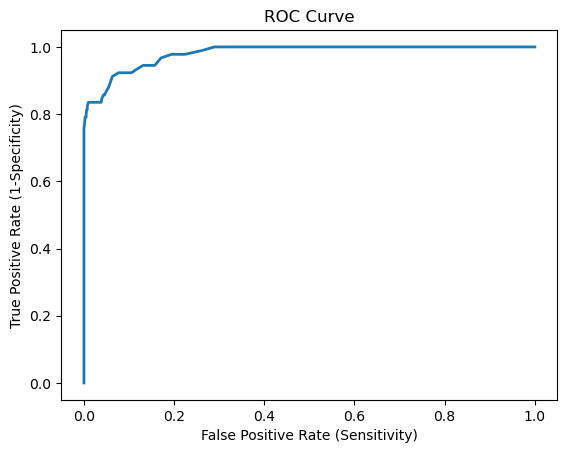 ROC Curve
True Positive Rate (1-Specificity)
1.0
0.8
0.6
0.4
0.2
0.0
0.0 0.2 0.4 0.6 0.8 1.0
False Positive Rate (Sensitivity)